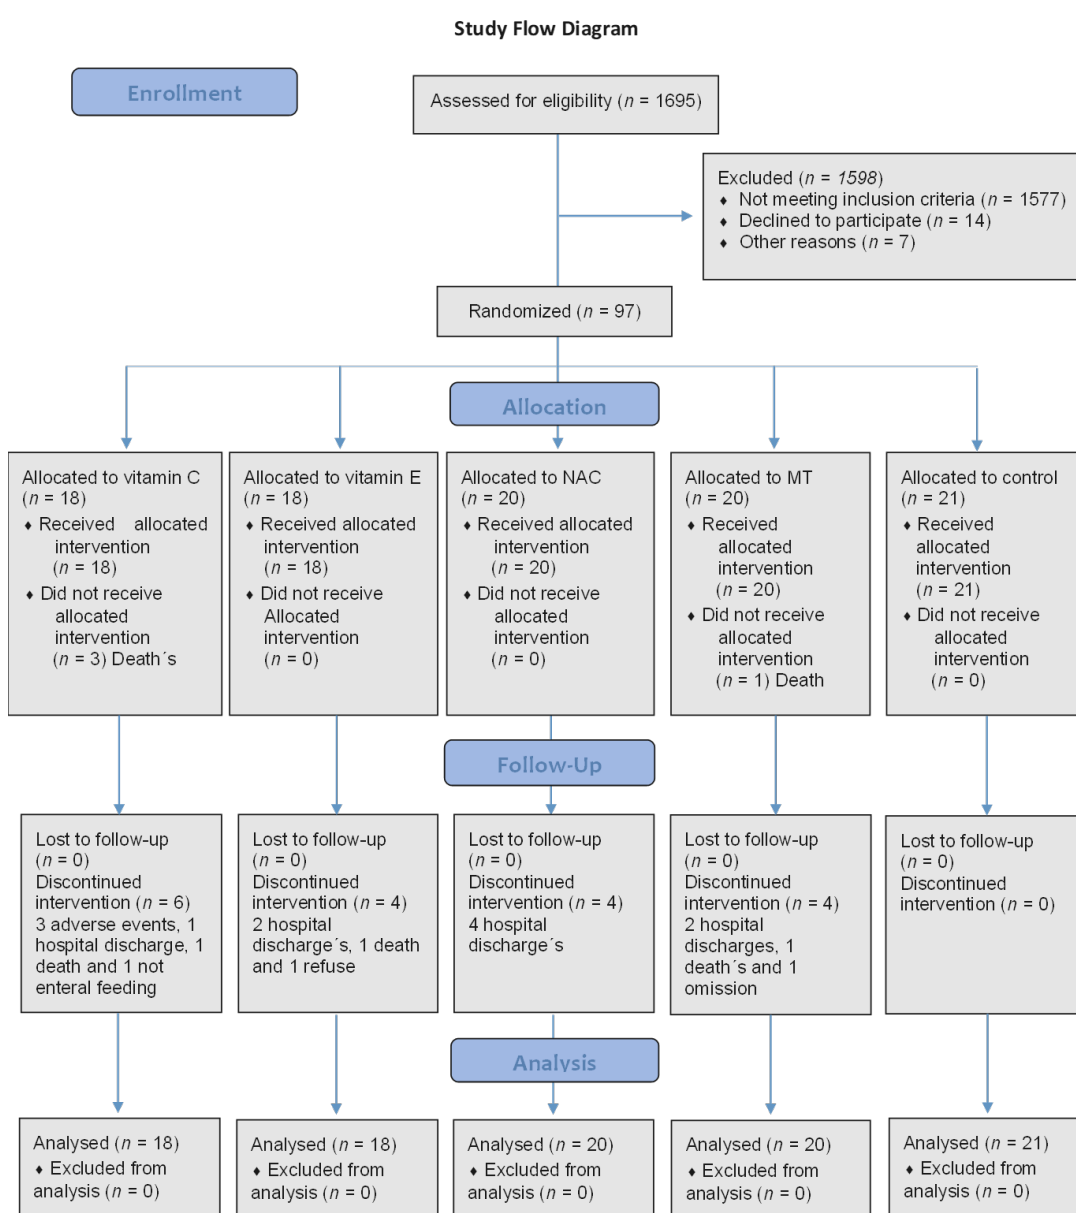 Study Flow Diagram
Enrollment
Assessed for eligibility (n = 1695)
Excluded (n = 1598)
♦ Not meeting inclusion criteria (n = 1577)
♦ Declined to participate (n = 14)
♦ Other reasons (n = 7)
Randomized (n = 97)
Allocation
Allocated to vitamin C
(n = 18)
♦ Received allocated
intervention
(n = 18)
♦ Did not receive
allocated
intervention
(n = 3) Death´s
Allocated to vitamin E
(n = 18)
♦ Received allocated
intervention
(n = 18)
♦ Did not receive
Allocated
intervention
(n = 0)
Allocated to NAC
(n = 20)
♦ Received allocated
intervention
(n = 20)
♦ Did not receive
allocated
intervention
(n = 0)
Allocated to MT
(n = 20)
♦ Received
allocated
intervention
(n = 20)
♦ Did not receive
allocated
intervention
(n = 1) Death
Allocated to control
(n = 21)
♦ Received
allocated
intervention
(n = 21)
♦ Did not receive
allocated
intervention
(n = 0)
Follow-Up
Lost to follow-up
(n = 0)
Discontinued
intervention (n = 6)
3 adverse events, 1
hospital discharge, 1
death and 1 not
enteral feeding
Lost to follow-up
(n = 0)
Discontinued
intervention (n = 4)
2 hospital
discharge´s, 1 death
and 1 refuse
Lost to follow-up
(n = 0)
Discontinued
intervention (n = 4)
4 hospital
discharge´s
Lost to follow-up
(n = 0)
Discontinued
intervention (n = 4)
2 hospital
discharges, 1
death´s and 1
omission
Lost to follow-up
(n = 0)
Discontinued
intervention (n = 0)
Analysis
Analysed (n = 18)
♦ Excluded from
analysis (n = 0)
Analysed (n = 18)
♦ Excluded from
analysis (n = 0)
Analysed (n = 20)
♦ Excluded from
analysis (n = 0)
Analysed (n = 20)
♦ Excluded from
analysis (n = 0)
Analysed (n = 21)
♦ Excluded from
analysis (n = 0)